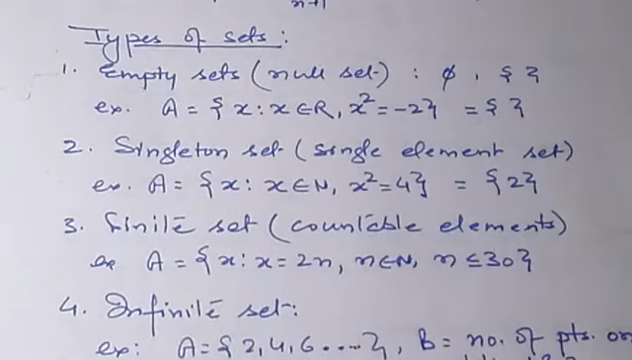 n+1
Types of sets:
1. Empty sets (null set) : ϕ, { }
ex. A = { x : x ∈ R, x² = -2} = { }
2. Singleton set (single element set)
ex. A = { x : x ∈ N, x² = 4} = {2}
3. Finite set (countable elements)
ex A = { x : x = 2n, n ∈ N, n ≤ 30}
4. Infinite set:
ex: A = { 2, 4, 6 .....}, B = no. of pts. on